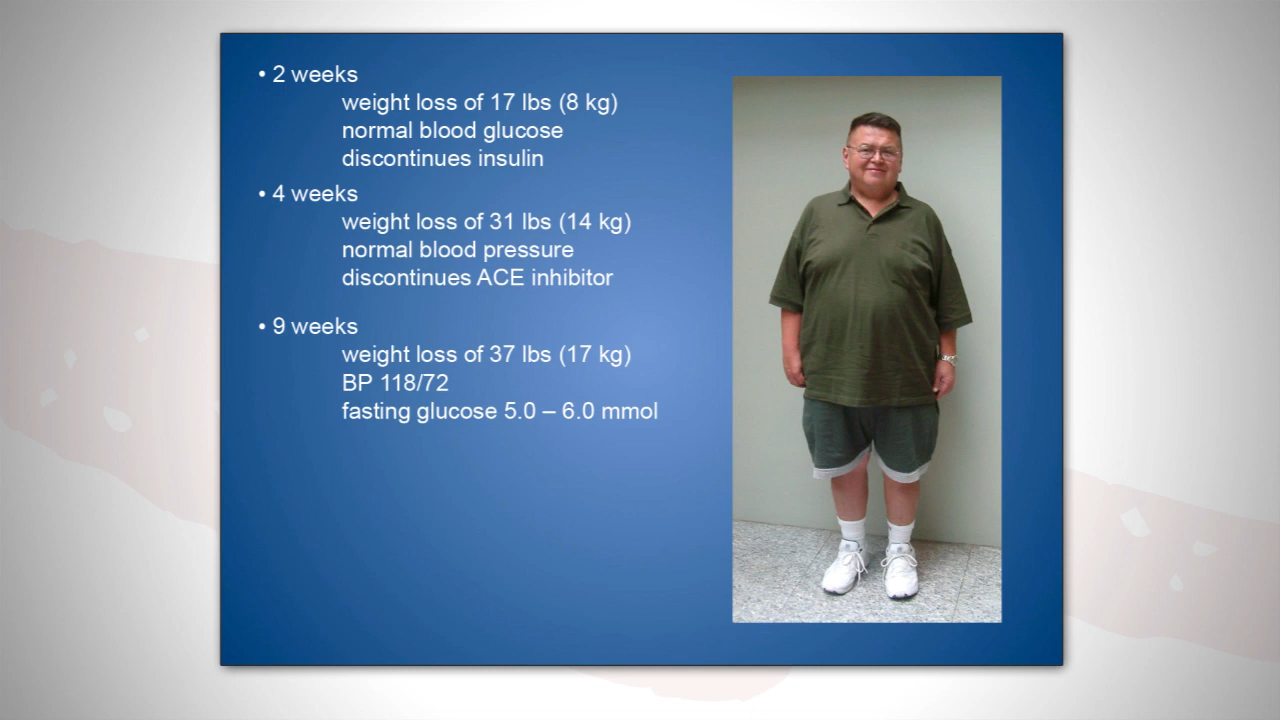 • 2 weeks
weight loss of 17 lbs (8 kg)
normal blood glucose
discontinues insulin
• 4 weeks
weight loss of 31 lbs (14 kg)
normal blood pressure
discontinues ACE inhibitor
• 9 weeks
weight loss of 37 lbs (17 kg)
BP 118/72
fasting glucose 5.0 – 6.0 mmol